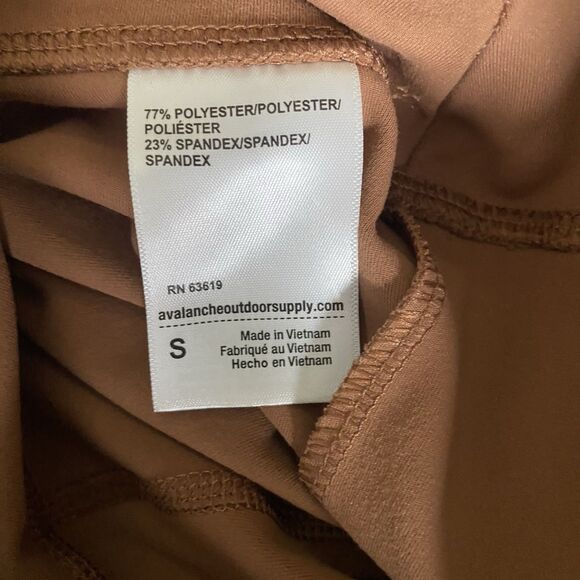 77% POLYESTER/POLYESTER/
POLIÉSTER
23% SPANDEX/SPANDEX/
SPANDEX
RN 63619
avalancheoutdoorsupply.com
S
Made in Vietnam
Fabriqué au Vietnam
Hecho en Vietnam